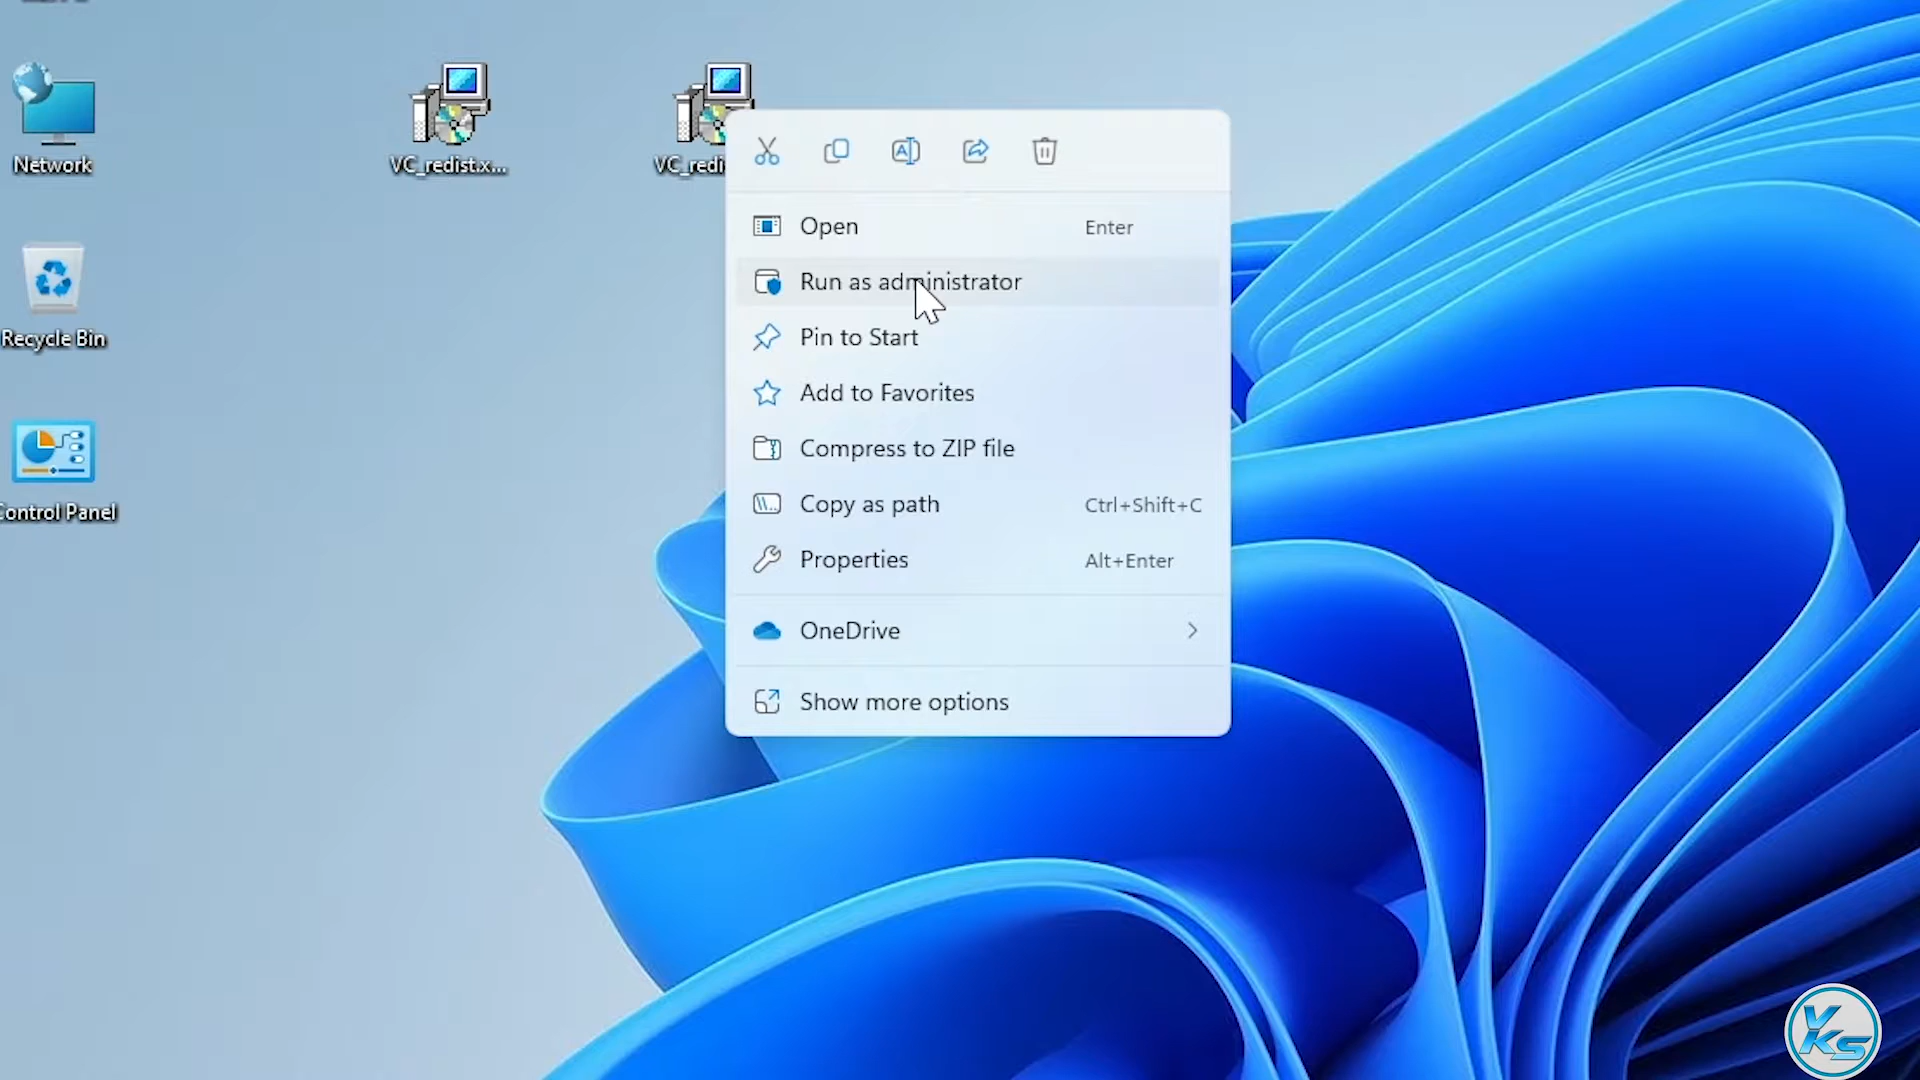 Network
VC_redist.x...
VC_redi
Recycle Bin
Control Panel
Open Enter
Run as administrator
Pin to Start
Add to Favorites
Compress to ZIP file
Copy as path Ctrl+Shift+C
Properties Alt+Enter
OneDrive
Show more options
VKS